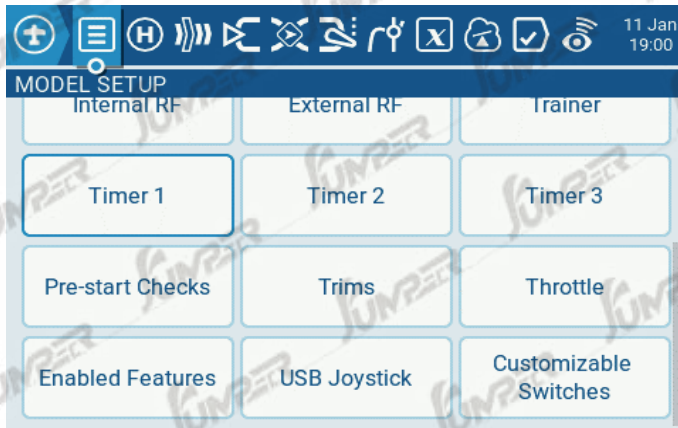 11 Jan
19:00
MODEL SETUP
Internal RF
External RF
Trainer
Timer 1
Timer 2
Timer 3
Pre-start Checks
Trims
Throttle
Enabled Features
USB Joystick
Customizable
Switches
JUMPER